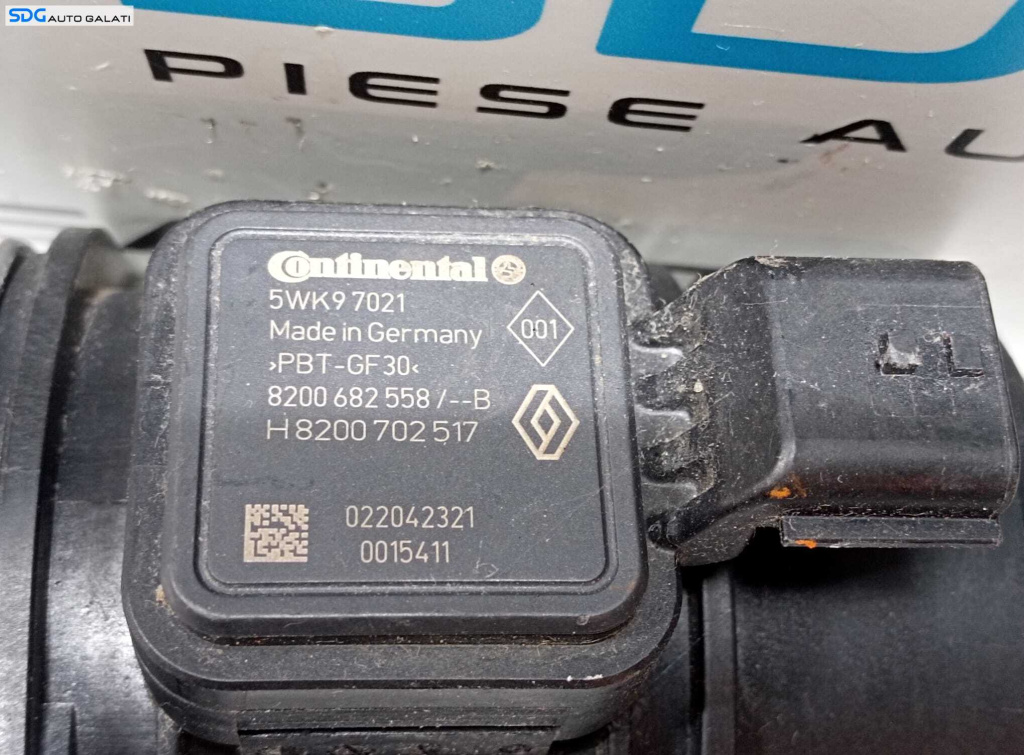 SDG AUTO GALATI
PIESE AU
Continental
5WK9 7021
Made in Germany
001
>PBT-GF30<
8200 682 558 /--B
H8200 702 517
022042321
0015411